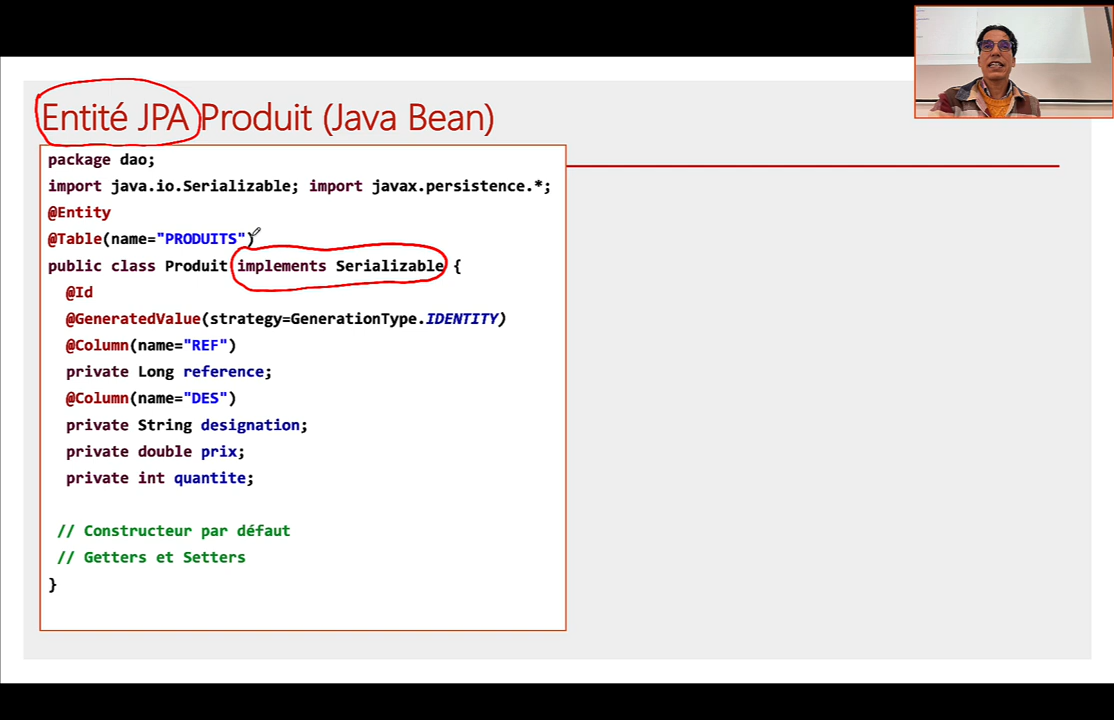 Entité JPA Produit (Java Bean)
package dao;
import java.io.Serializable; import javax.persistence.*;
@Entity
@Table(name="PRODUITS")
public class Produit implements Serializable {
@Id
@GeneratedValue(strategy=GenerationType.IDENTITY)
@Column(name="REF")
private Long reference;
@Column(name="DES")
private String designation;
private double prix;
private int quantite;
// Constructeur par défaut
// Getters et Setters
}